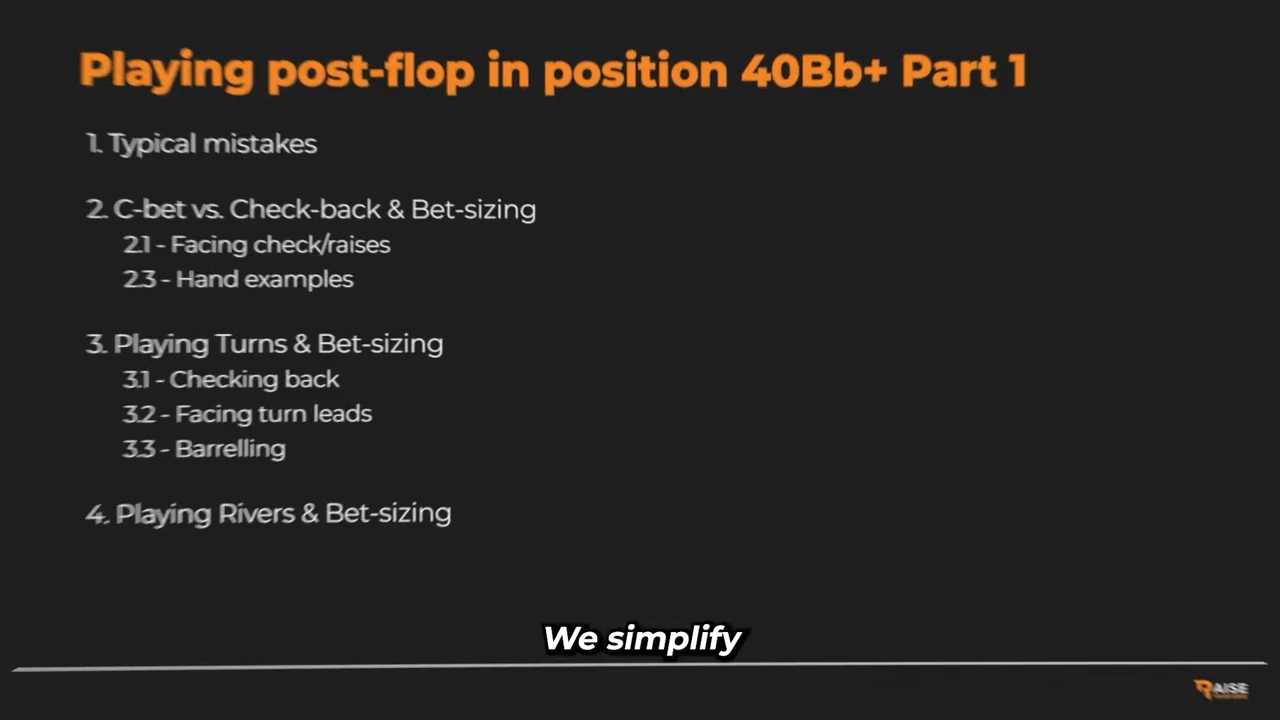 Playing post-flop in position 40Bb+ Part 1
1. Typical mistakes
2. C-bet vs. Check-back & Bet-sizing
2.1 - Facing check/raises
2.3 - Hand examples
3. Playing Turns & Bet-sizing
3.1 - Checking back
3.2 - Facing turn leads
3.3 - Barrelling
4. Playing Rivers & Bet-sizing
We simplify
RAISE